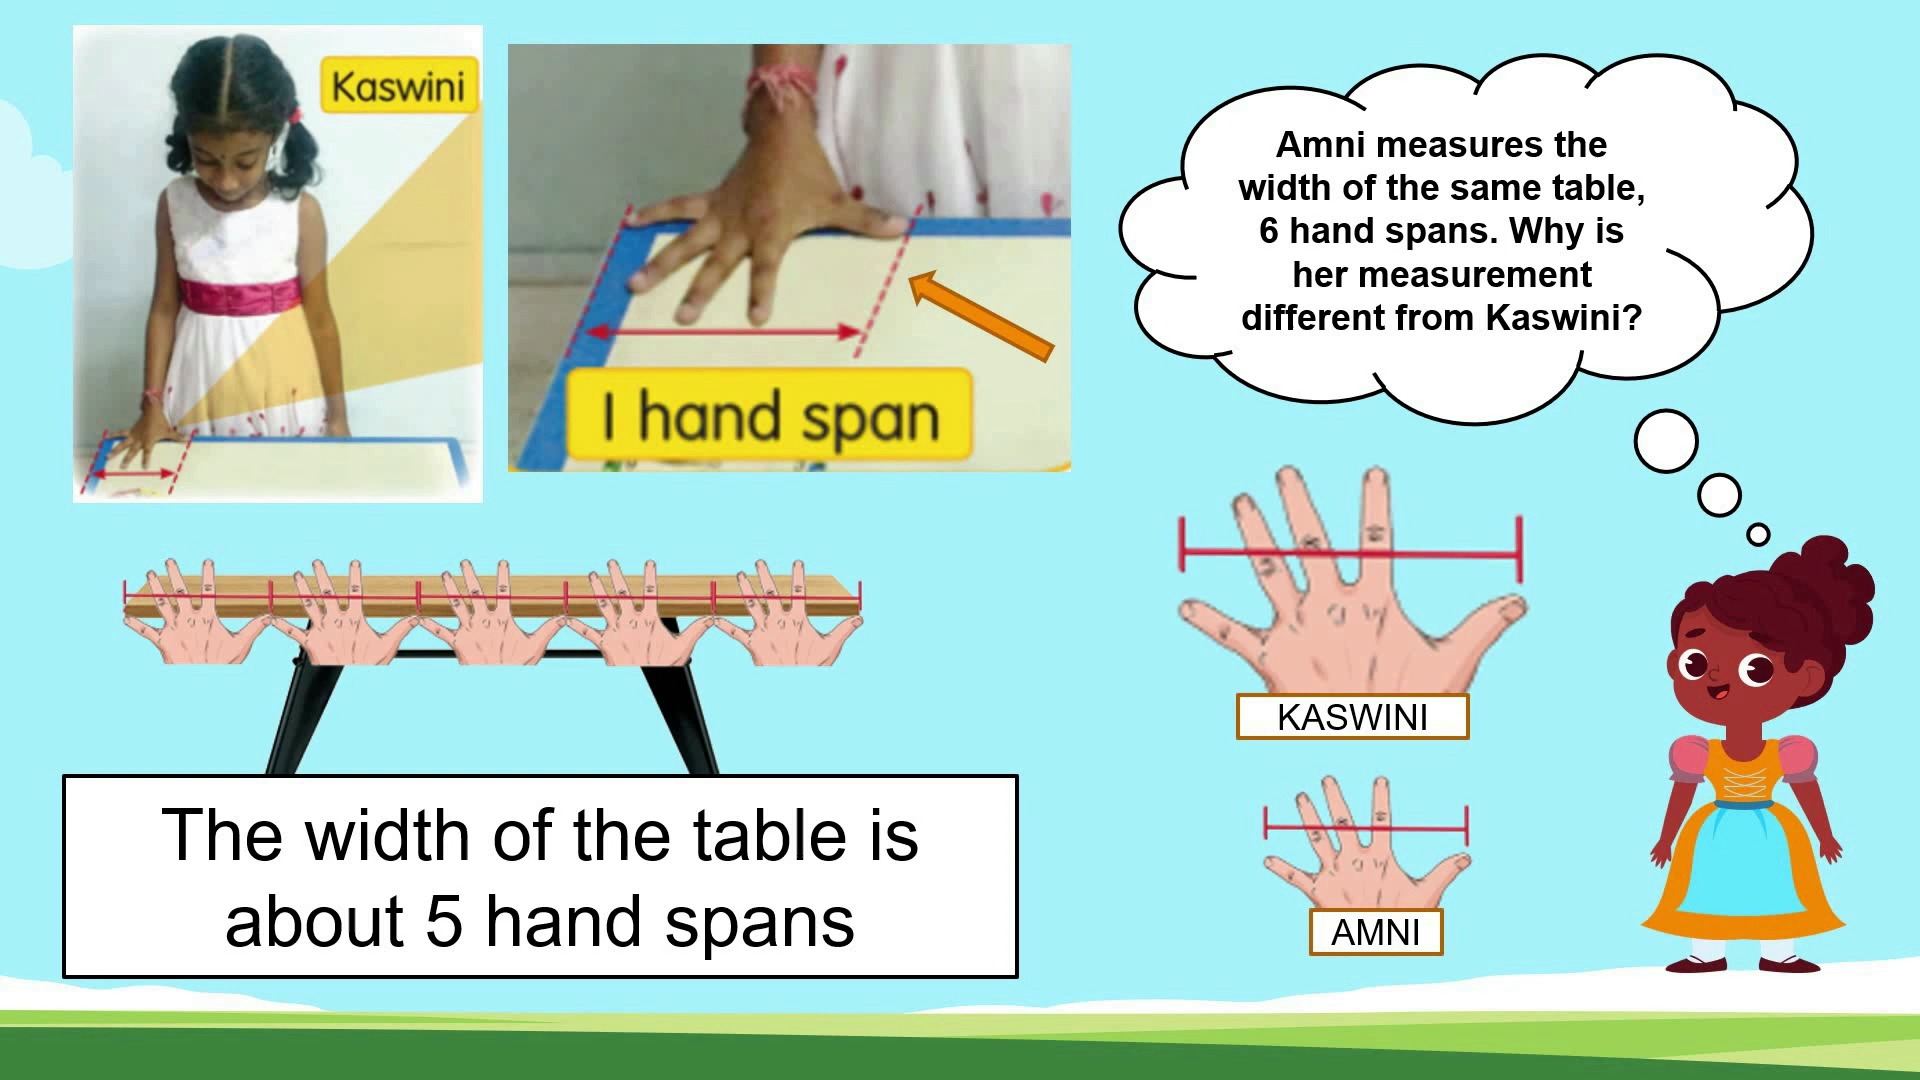 Kaswini
1 hand span
Amni measures the
width of the same table,
6 hand spans. Why is
her measurement
different from Kaswini?
KASWINI
AMNI
The width of the table is
about 5 hand spans